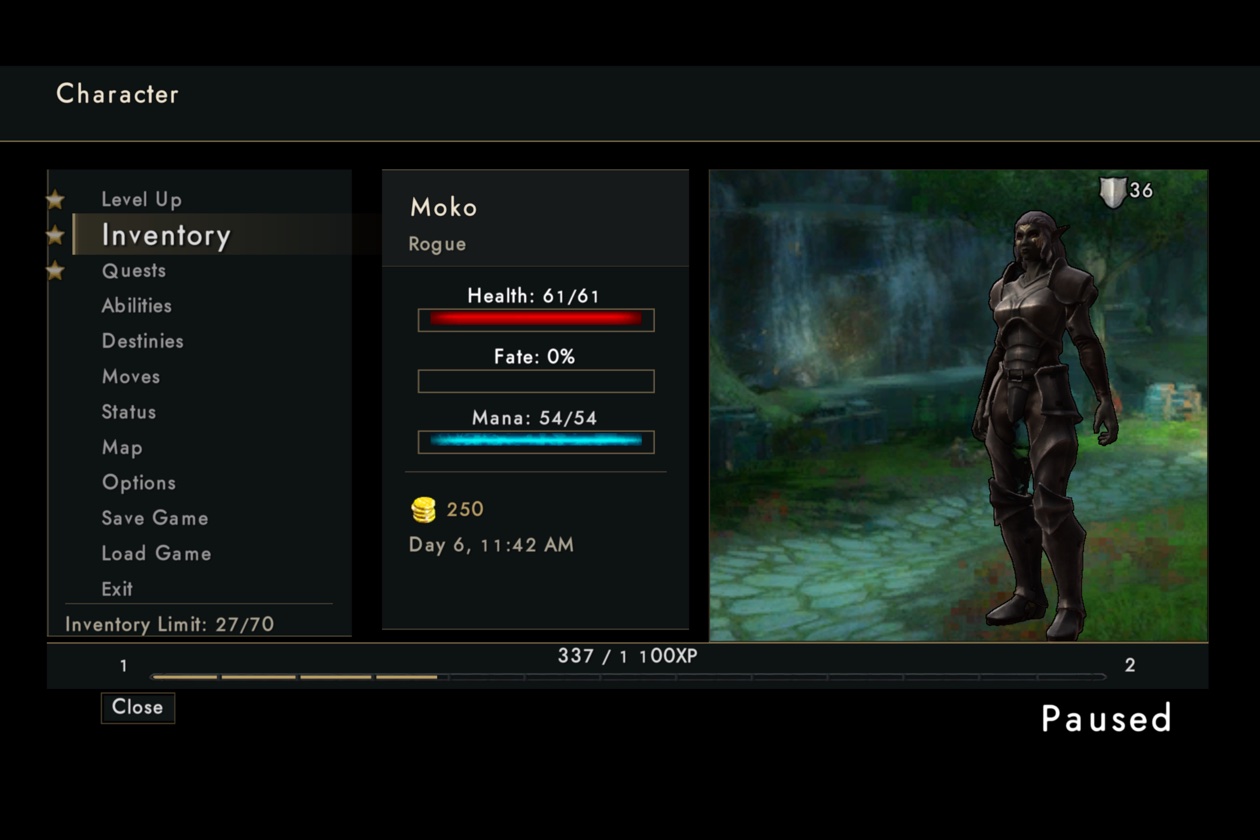 Character
Level Up
Inventory
Quests
Abilities
Destinies
Moves
Status
Map
Options
Save Game
Load Game
Exit
Inventory Limit: 27/70
Moko
Rogue
Health: 61/61
Fate: 0%
Mana: 54/54
250
Day 6, 11:42 AM
36
1
337 / 1 100XP
2
Close
Paused